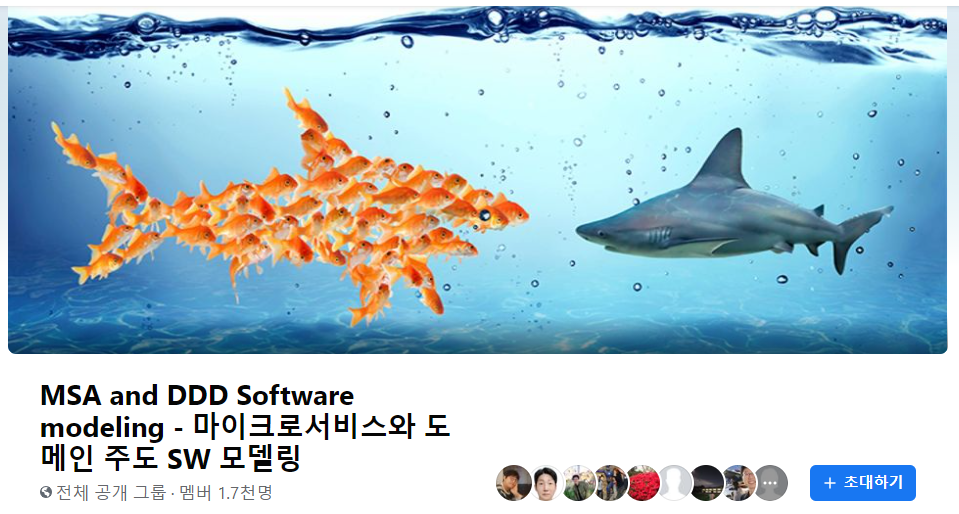 MSA and DDD Software
modeling - 마이크로서비스와 도
메인 주도 SW 모델링
전체 공개 그룹 · 멤버 1.7천명
+ 초대하기